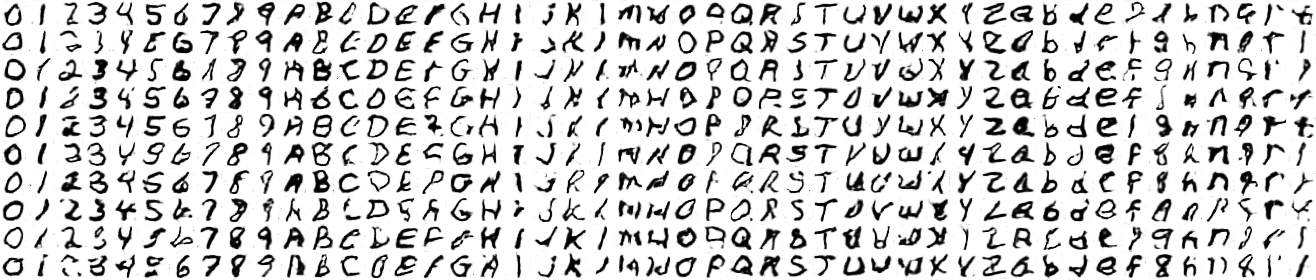 0 1 2 3 4 5 6 7 8 9 A B C D E F G H I J K l m N O P Q R S T U V W X Y Z a b d e g h n q r t
0 1 2 3 4 5 6 7 8 9 A B C D E F G H I J K l m N O P Q R S T U V W X Y Z a b d e f g h n q r
0 1 2 3 4 5 6 7 8 9 A B C D E F G H I J K l m N O P Q R S T U V W X Y Z a b d e f g h n q r
0 1 2 3 4 5 6 7 8 9 A B C D E F G H I J K l m H O P Q R S T U V W X Y Z a b d e f h n q r t
0 1 2 3 4 5 6 7 8 9 A B C D E G H I J K l m N O P R S T U V W X Y Z a b d e g h n q r t
0 1 2 3 4 5 6 7 8 9 A B C D E F G H I J K l m N O P Q R S T U V W X Y Z a b d e f g h n q r t
0 1 2 3 4 5 6 7 8 9 A B C D E F G H I J K m N O P Q R S T U V W X Y Z a b d e f g h n q r t
0 1 2 3 4 5 6 7 8 9 A B C D E G H I J K l m N O P Q R S T U V W X Y Z a b d e f n r t
0 1 2 3 4 5 6 7 8 9 A B C D E F G H I J K l m N O P Q R S T U V W X Y Z a b d e g h n q r t
0 1 2 3 4 5 6 7 8 9 A B C D E F G H I J K l m N O P Q R S T U V W X Y Z a b d e f g h n q r t